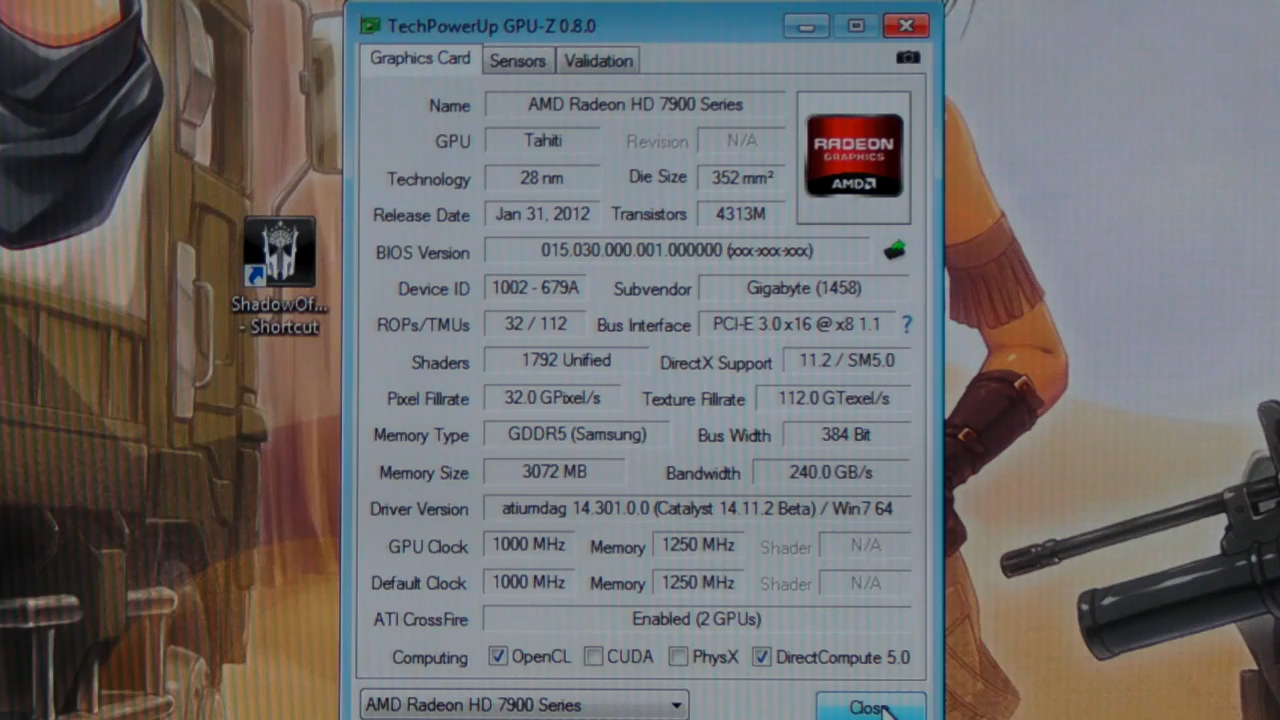 TechPowerUp GPU-Z 0.8.0
Graphics Card Sensors Validation
Name AMD Radeon HD 7900 Series
GPU Tahiti Revision N/A
Technology 28 nm Die Size 352 mm²
Release Date Jan 31, 2012 Transistors 4313M
RADEON
GRAPHICS
AMD
BIOS Version 015.030.000.001.000000 (xxx-xxx-xxx)
Device ID 1002 - 679A Subvendor Gigabyte (1458)
ROPs/TMUs 32 / 112 Bus Interface PCI-E 3.0 x16 @ x8 1.1 ?
Shaders 1792 Unified DirectX Support 11.2 / SM5.0
Pixel Fillrate 32.0 GPixel/s Texture Fillrate 112.0 GTexel/s
Memory Type GDDR5 (Samsung) Bus Width 384 Bit
Memory Size 3072 MB Bandwidth 240.0 GB/s
Driver Version atiumdag 14.301.0.0 (Catalyst 14.11.2 Beta) / Win7 64
GPU Clock 1000 MHz Memory 1250 MHz Shader N/A
Default Clock 1000 MHz Memory 1250 MHz Shader N/A
ATI CrossFire Enabled (2 GPUs)
Computing OpenCL CUDA PhysX DirectCompute 5.0
AMD Radeon HD 7900 Series Close
ShadowOf...
- Shortcut